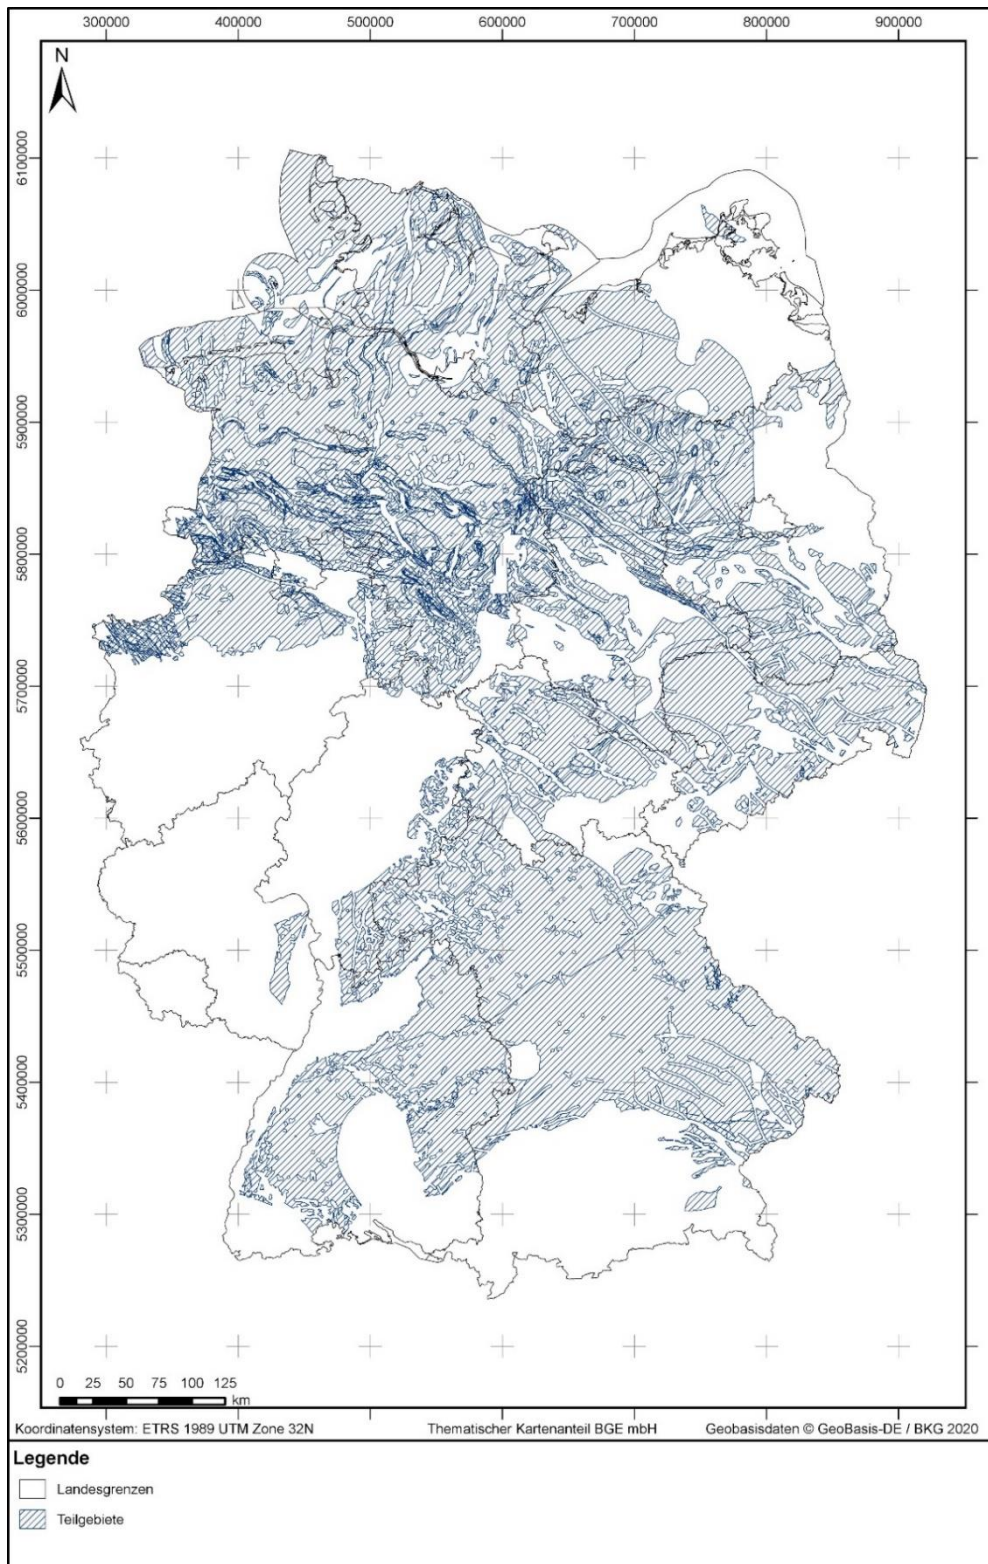 300000 400000 500000 600000 700000 800000 900000
N
6100000
6000000
5900000
5800000
5700000
5600000
5500000
5400000
5300000
5200000
0 25 50 75 100 125
km
Koordinatensystem: ETRS 1989 UTM Zone 32N Thematischer Kartenanteil BGE mbH Geobasisdaten © GeoBasis-DE / BKG 2020
Legende
Landesgrenzen
Teilgebiete